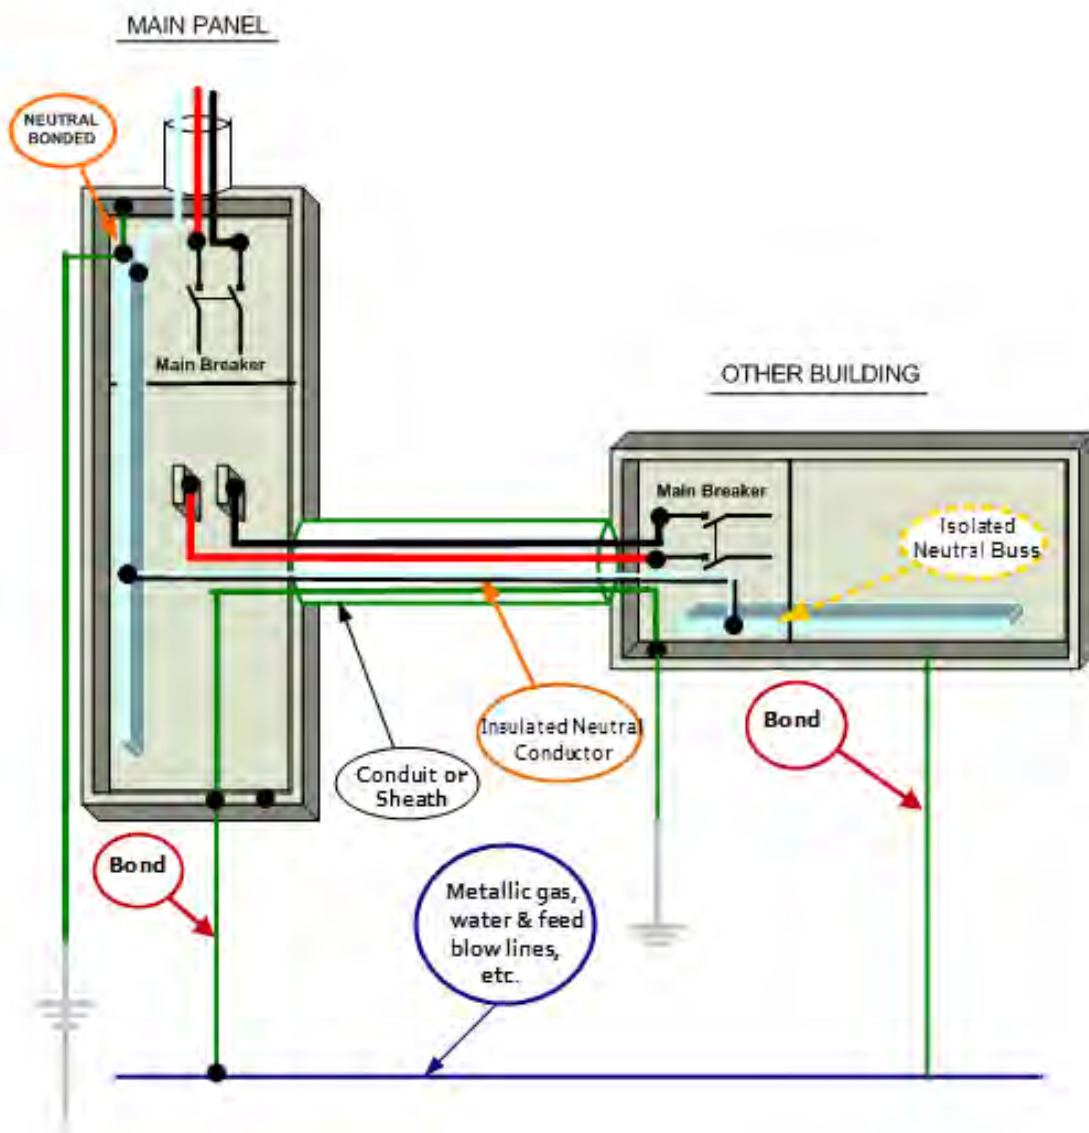 MAIN PANEL
NEUTRAL
BONDED
Main Breaker
OTHER BUILDING
Main Breaker
Isolated
Neutral Buss
Insulated Neutral
Conductor
Bond
Conduit or
Sheath
Bond
Metallic gas,
water & feed
blow lines,
etc.